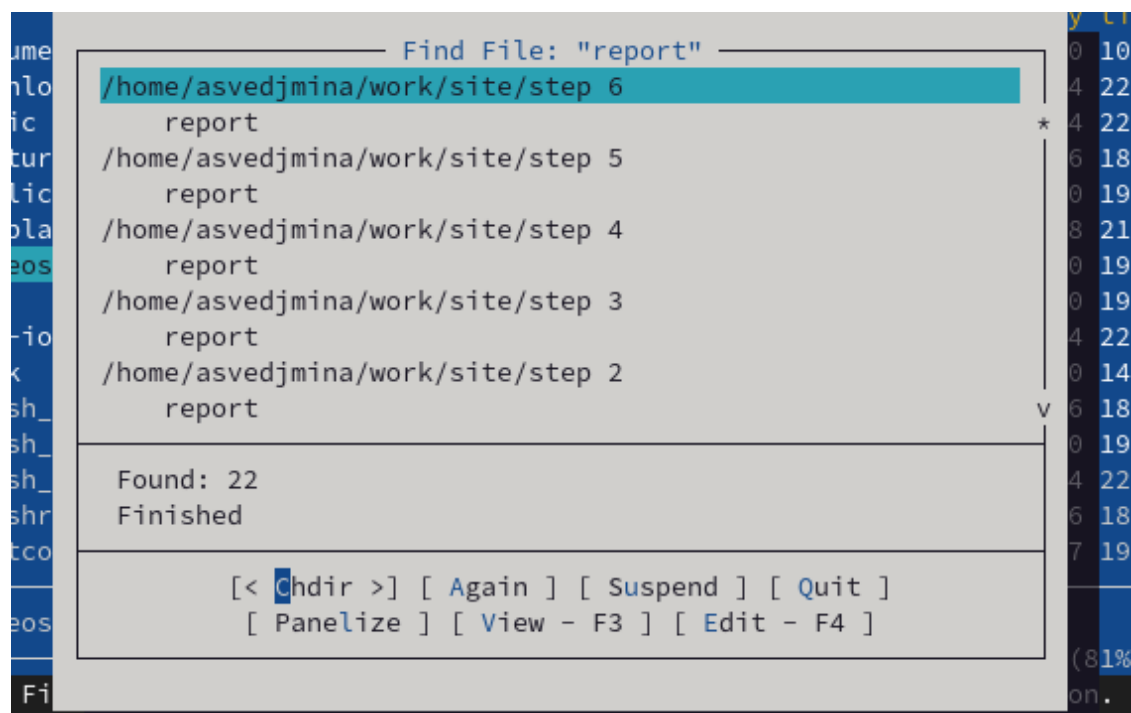 Find File: "report"
/home/asvedjmina/work/site/step 6
report
/home/asvedjmina/work/site/step 5
report
/home/asvedjmina/work/site/step 4
report
/home/asvedjmina/work/site/step 3
report
/home/asvedjmina/work/site/step 2
report
Found: 22
Finished
[< Chdir >] [ Again ] [ Suspend ] [ Quit ]
[ Panelize ] [ View - F3 ] [ Edit - F4 ]